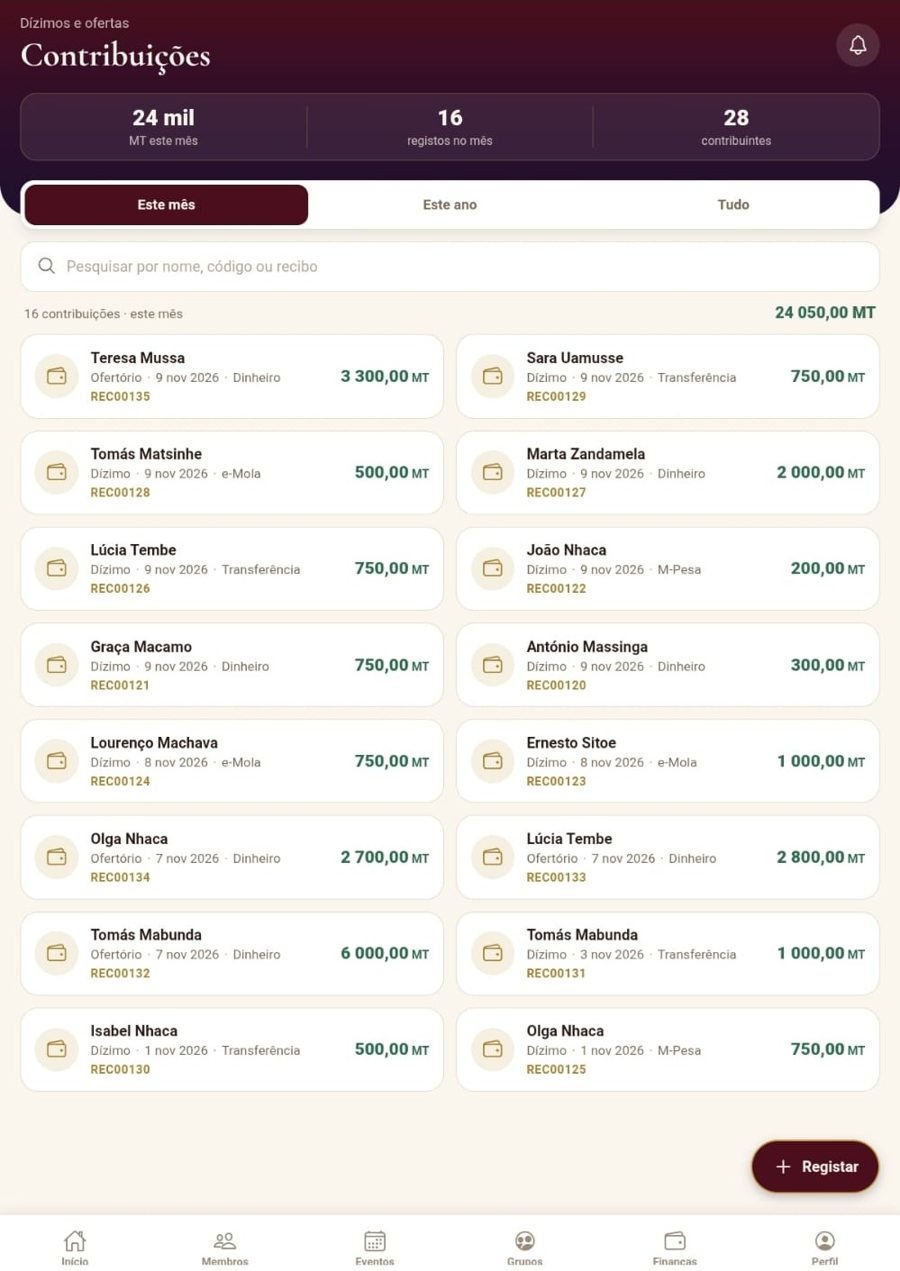 Dízimos e ofertas
Contribuições
24 mil
MT este mês
16
registos no mês
28
contribuintes
Este mês
Este ano
Tudo
Pesquisar por nome, código ou recibo
16 contribuições · este mês
24 050,00 MT
Teresa Mussa
Ofertório · 9 nov 2026 · Dinheiro
REC00135
3 300,00 MT
Sara Uamusse
Dízimo · 9 nov 2026 · Transferência
REC00129
750,00 MT
Tomás Matsinhe
Dízimo · 9 nov 2026 · e-Mola
REC00128
500,00 MT
Marta Zandamela
Dízimo · 9 nov 2026 · Dinheiro
REC00127
2 000,00 MT
Lúcia Tembe
Dízimo · 9 nov 2026 · Transferência
REC00126
750,00 MT
João Nhaca
Dízimo · 9 nov 2026 · M-Pesa
REC00122
200,00 MT
Graça Macamo
Dízimo · 9 nov 2026 · Dinheiro
REC00121
750,00 MT
António Massinga
Dízimo · 9 nov 2026 · Dinheiro
REC00120
300,00 MT
Lourenço Machava
Dízimo · 8 nov 2026 · e-Mola
REC00124
750,00 MT
Ernesto Sitoe
Dízimo · 8 nov 2026 · e-Mola
REC00123
1 000,00 MT
Olga Nhaca
Ofertório · 7 nov 2026 · Dinheiro
REC00134
2 700,00 MT
Lúcia Tembe
Ofertório · 7 nov 2026 · Dinheiro
REC00133
2 800,00 MT
Tomás Mabunda
Ofertório · 7 nov 2026 · Dinheiro
REC00132
6 000,00 MT
Tomás Mabunda
Dízimo · 3 nov 2026 · Transferência
REC00131
1 000,00 MT
Isabel Nhaca
Dízimo · 1 nov 2026 · Transferência
REC00130
500,00 MT
Olga Nhaca
Dízimo · 1 nov 2026 · M-Pesa
REC00125
750,00 MT
+ Registar
Início
Membros
Eventos
Grupos
Finanças
Perfil